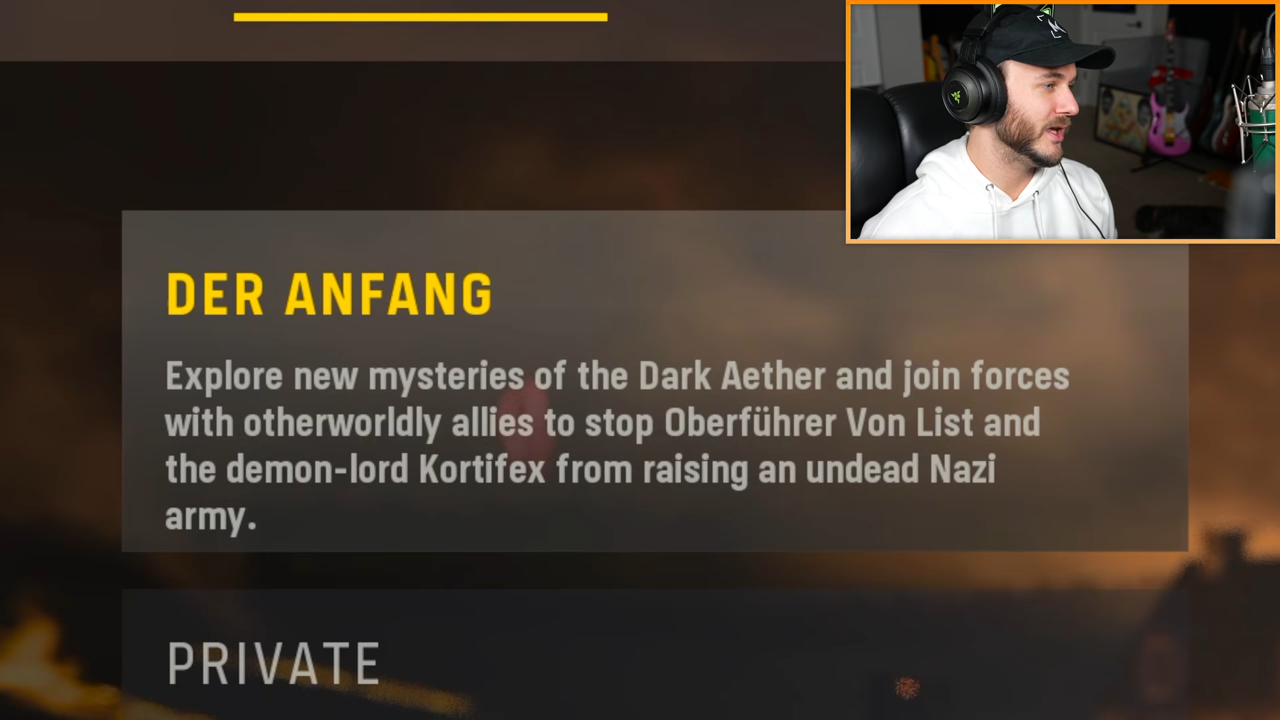 DER ANFANG
Explore new mysteries of the Dark Aether and join forces
with otherworldly allies to stop Oberführer Von List and
the demon-lord Kortifex from raising an undead Nazi
army.
PRIVATE